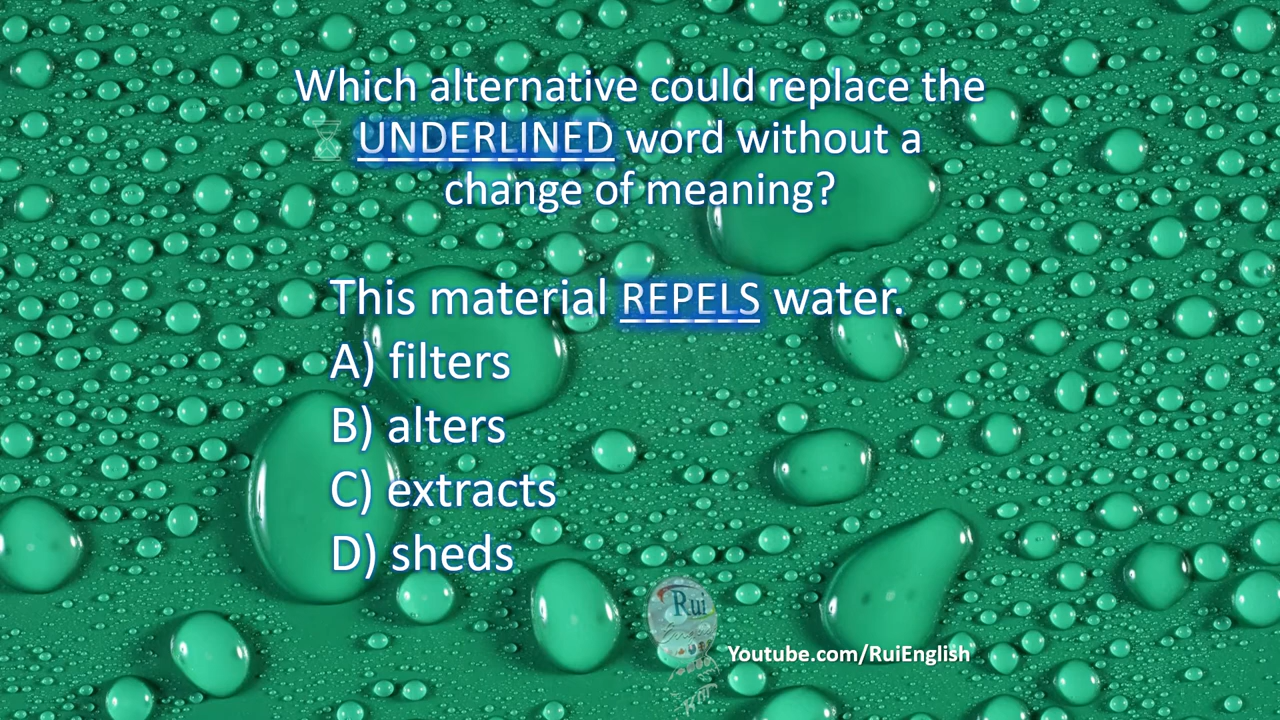 Which alternative could replace the
UNDERLINED word without a
change of meaning?
This material REPELS water.
A) filters
B) alters
C) extracts
D) sheds
Rui
Youtube.com/RuiEnglish